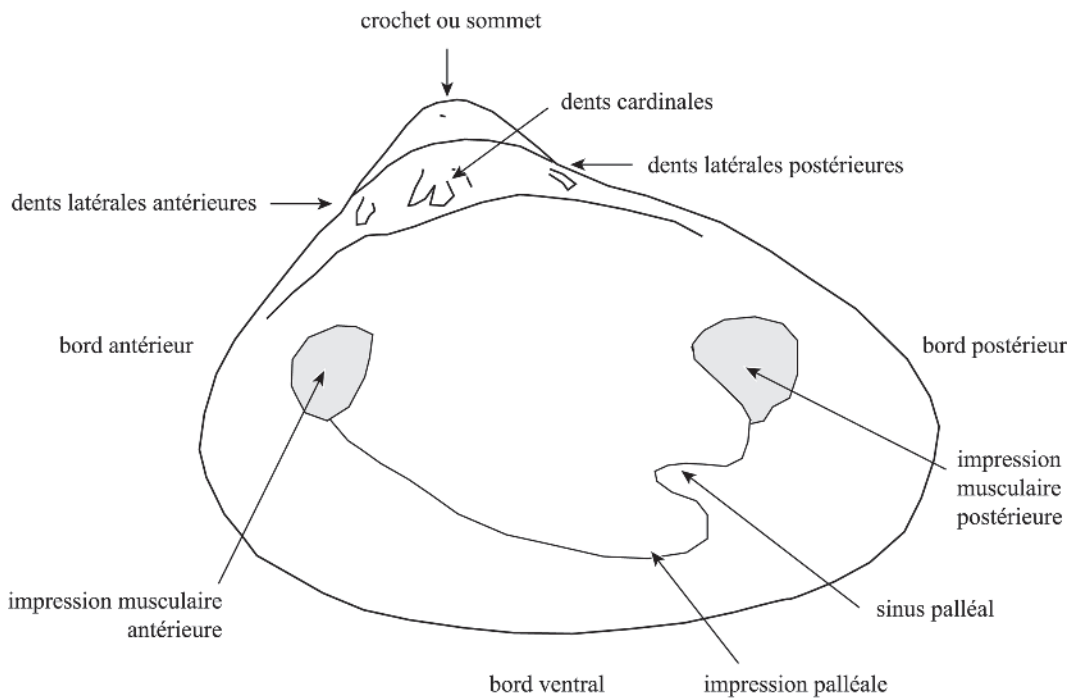 crochet ou sommet
dents cardinales
dents latérales postérieures
dents latérales antérieures
bord antérieur
bord postérieur
impression
musculaire
postérieure
impression musculaire
antérieure
sinus palléal
bord ventral
impression palléale